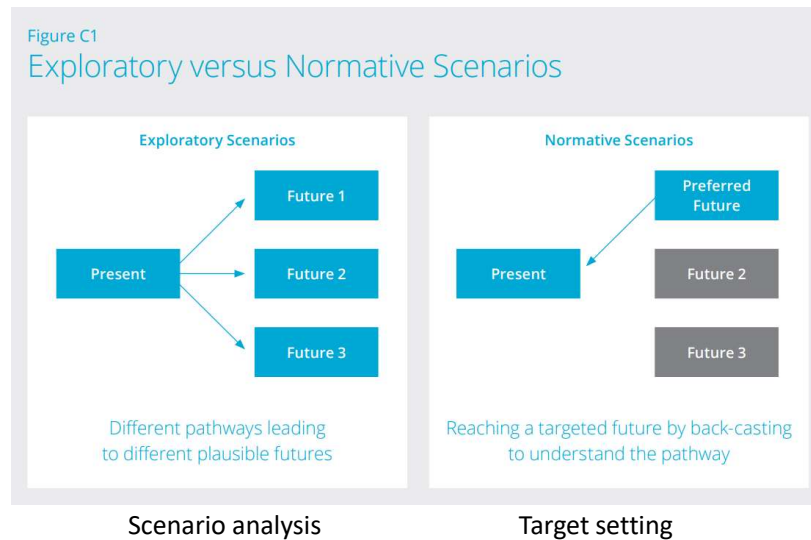 Figure C1
Exploratory versus Normative Scenarios
Exploratory Scenarios
Future 1
Present
Future 2
Future 3
Different pathways leading
to different plausible futures
Normative Scenarios
Preferred
Future
Present
Future 2
Future 3
Reaching a targeted future by back-casting
to understand the pathway
Scenario analysis
Target setting